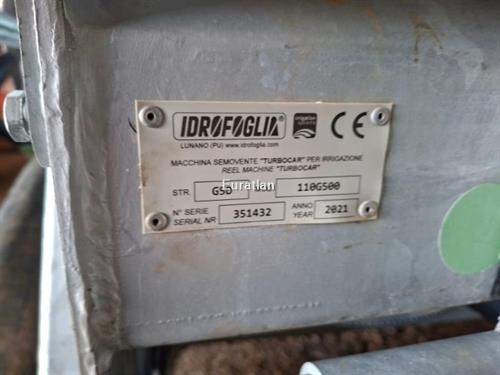 IDROFOGLIA®
LUNANO (PU) www.idrofoglia.com
CE
MACCHINA SEMOVENTE "TURBOCAR" PER IRRIGAZIONE
REEL MACHINE "TURBOCAR"
STR. G5D 110G500
Euratlan
N° SERIE SERIAL NR 351432 ANNO YEAR 2021